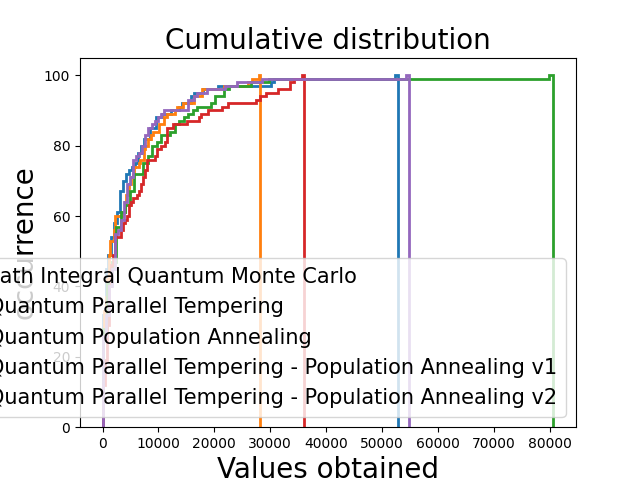 Cumulative distribution
100
80
60
40
20
0
occurrence
ath Integral Quantum Monte Carlo
Quantum Parallel Tempering
Quantum Population Annealing
Quantum Parallel Tempering - Population Annealing v1
Quantum Parallel Tempering - Population Annealing v2
0 10000 20000 30000 40000 50000 60000 70000 80000
Values obtained